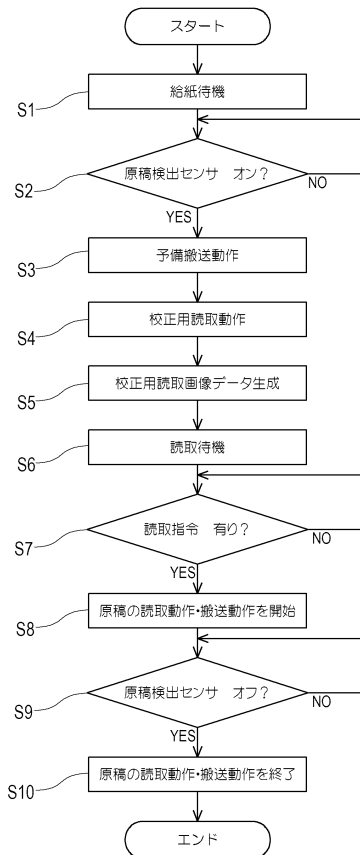 スタート
S1
給紙待機
S2
原稿検出センサ オン?
NO
YES
S3
予備搬送動作
S4
校正用読取動作
S5
校正用読取画像データ生成
S6
読取待機
S7
読取指令 有り?
NO
YES
S8
原稿の読取動作・搬送動作を開始
S9
原稿検出センサ オフ?
NO
YES
S10
原稿の読取動作・搬送動作を終了
エンド